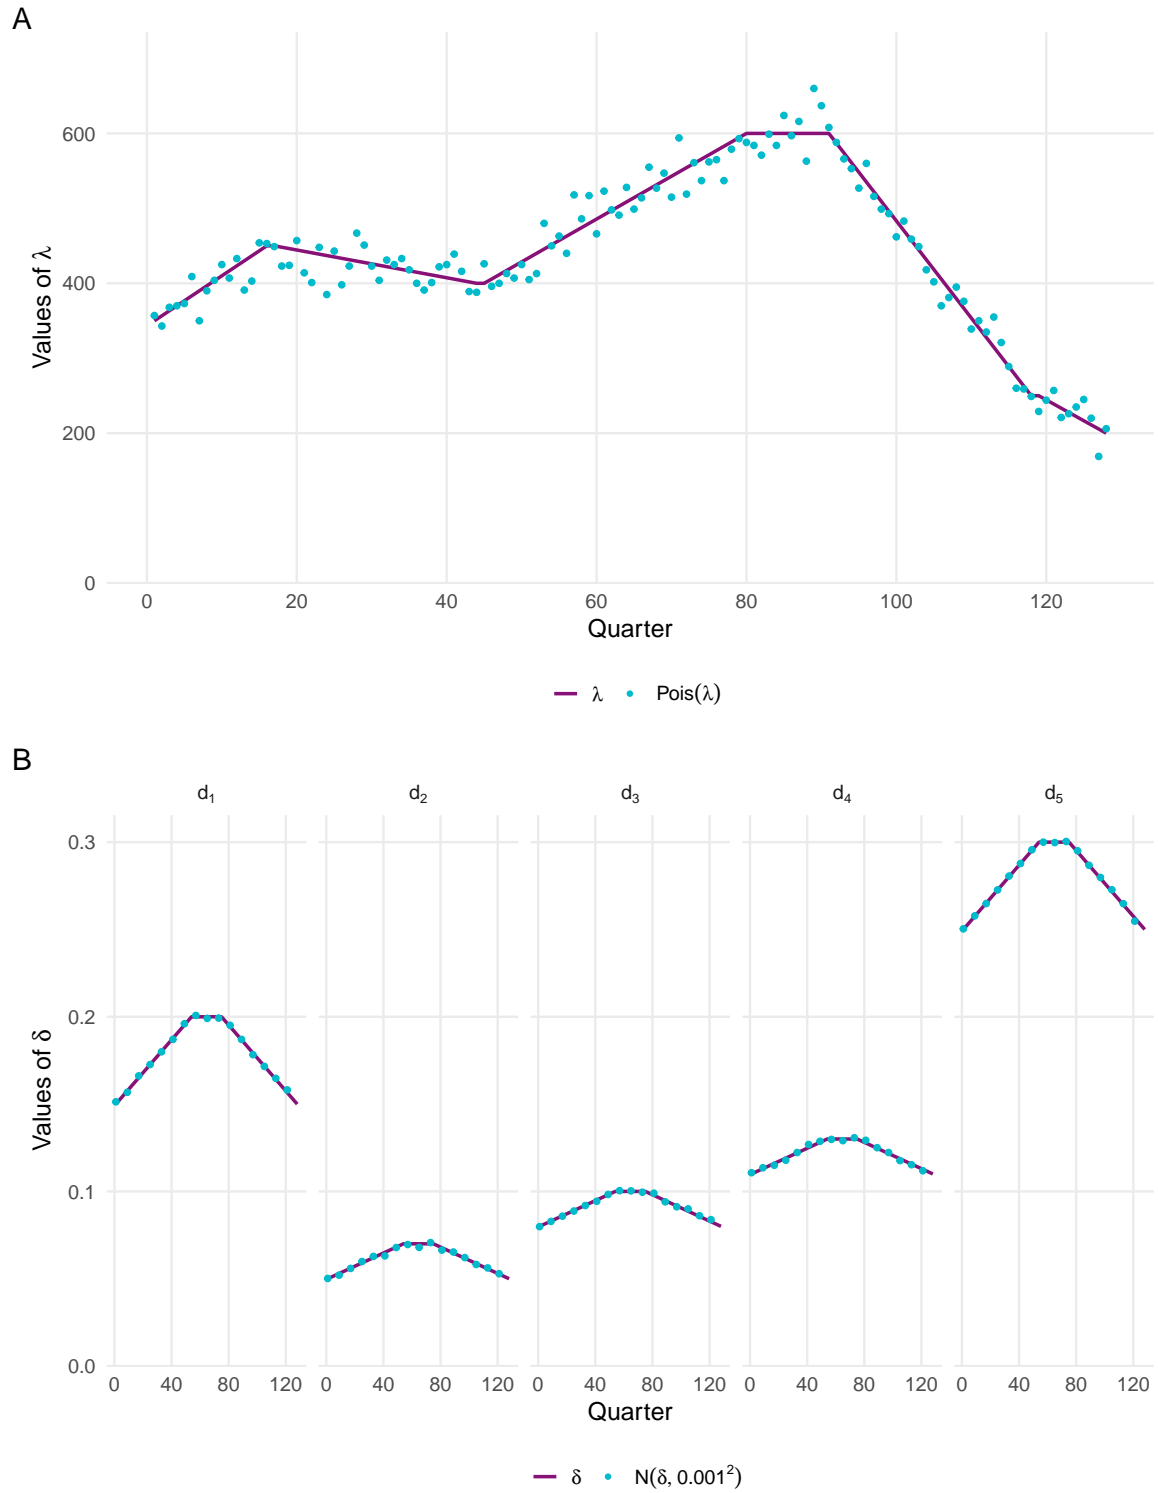 A
Values of λ
600
400
200
0
0 20 40 60 80 100 120
Quarter
λ Pois(λ)
B
d₁ d₂ d₃ d₄ d₅
Values of δ
0.3
0.2
0.1
0.0
0 40 80 120 0 40 80 120 0 40 80 120 0 40 80 120 0 40 80 120
Quarter
δ N(δ, 0.001²)